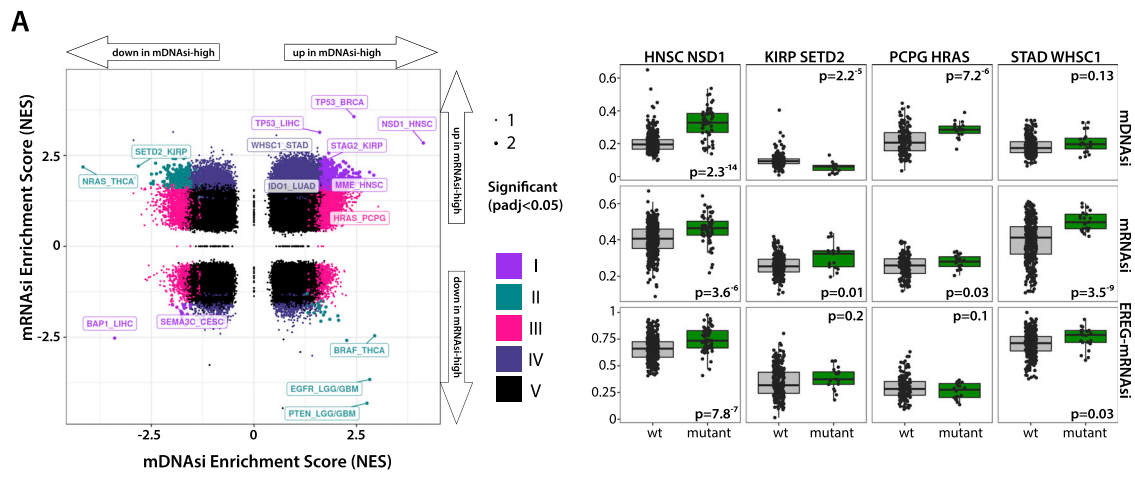 A
down in mDNAsi-high
up in mDNAsi-high
mRNAsi Enrichment Score (NES)
2.5
0
-2.5
-2.5
0
2.5
mDNAsi Enrichment Score (NES)
TP53_BRCA
TP53_LIHC
NSD1_HNSC
WHSC1_STAD
STAG2_KIRP
SETD2_KIRP
NRAS_THCA
IDO1_LUAD
MME_HNSC
HRAS_PCPG
BAP1_LIHC
SEMA3C_CESC
BRAF_THCA
EGFR_LGG/GBM
PTEN_LGG/GBM
up in mRNAsi-high
down in mRNAsi-high
1
2
Significant
(padj<0.05)
I
II
III
IV
V
HNSC NSD1
KIRP SETD2
PCPG HRAS
STAD WHSC1
0.6
0.4
0.2
0
p=2.3-14
p=2.2-5
p=7.2-6
p=0.13
mDNAsi
0.6
0.4
0.2
p=3.6-6
p=0.01
p=0.03
p=3.5-9
mRNAsi
1
0.75
0.5
0.25
0
p=7.8-7
p=0.2
p=0.1
p=0.03
EREG-mRNAsi
wt
mutant
wt
mutant
wt
mutant
wt
mutant